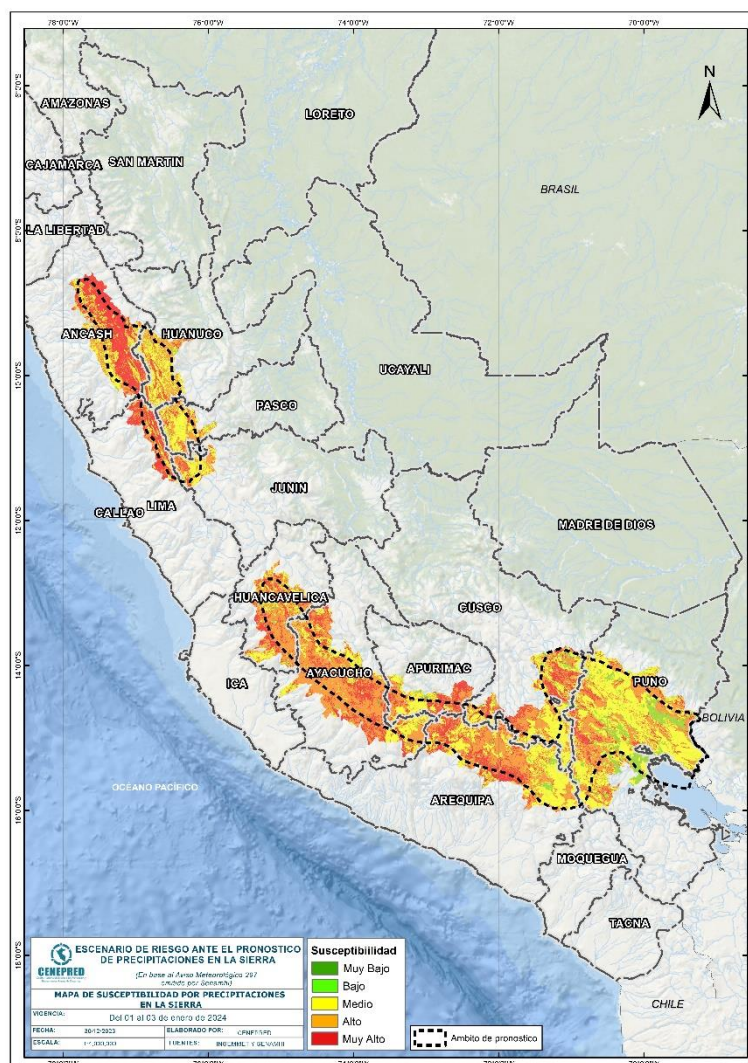 78°0'0"W 76°0'0"W 74°0'0"W 72°0'0"W 70°0'0"W
N
AMAZONAS
LORETO
CAJAMARCA
SAN MARTIN
BRASIL
LA LIBERTAD
ANCASH
HUANUCO
UCAYALI
PASCO
JUNIN
CALLAO
LIMA
MADRE DE DIOS
CUSCO
HUANCAVELICA
APURIMAC
AYACUCHO
ICA
PUNO
BOLIVIA
OCEANO PACÍFICO
AREQUIPA
MOQUEGUA
TACNA
CHILE
CENEPRED
ESCENARIO DE RIESGO ANTE EL PRONOSTICO
DE PRECIPITACIONES EN LA SIERRA
(En base al Aviso Meteorológico 297
emitido por Senamhi)
MAPA DE SUSCEPTIBILIDAD POR PRECIPITACIONES
EN LA SIERRA
VIGENCIA: Del 01 al 03 de enero de 2024
FECHA: ELABORADO POR: CENEPRED
ESCALA: FUENTES: INGEMMET Y SENAMHI
Susceptibilidad
Muy Bajo
Bajo
Medio
Alto
Muy Alto
Ambito de pronostico